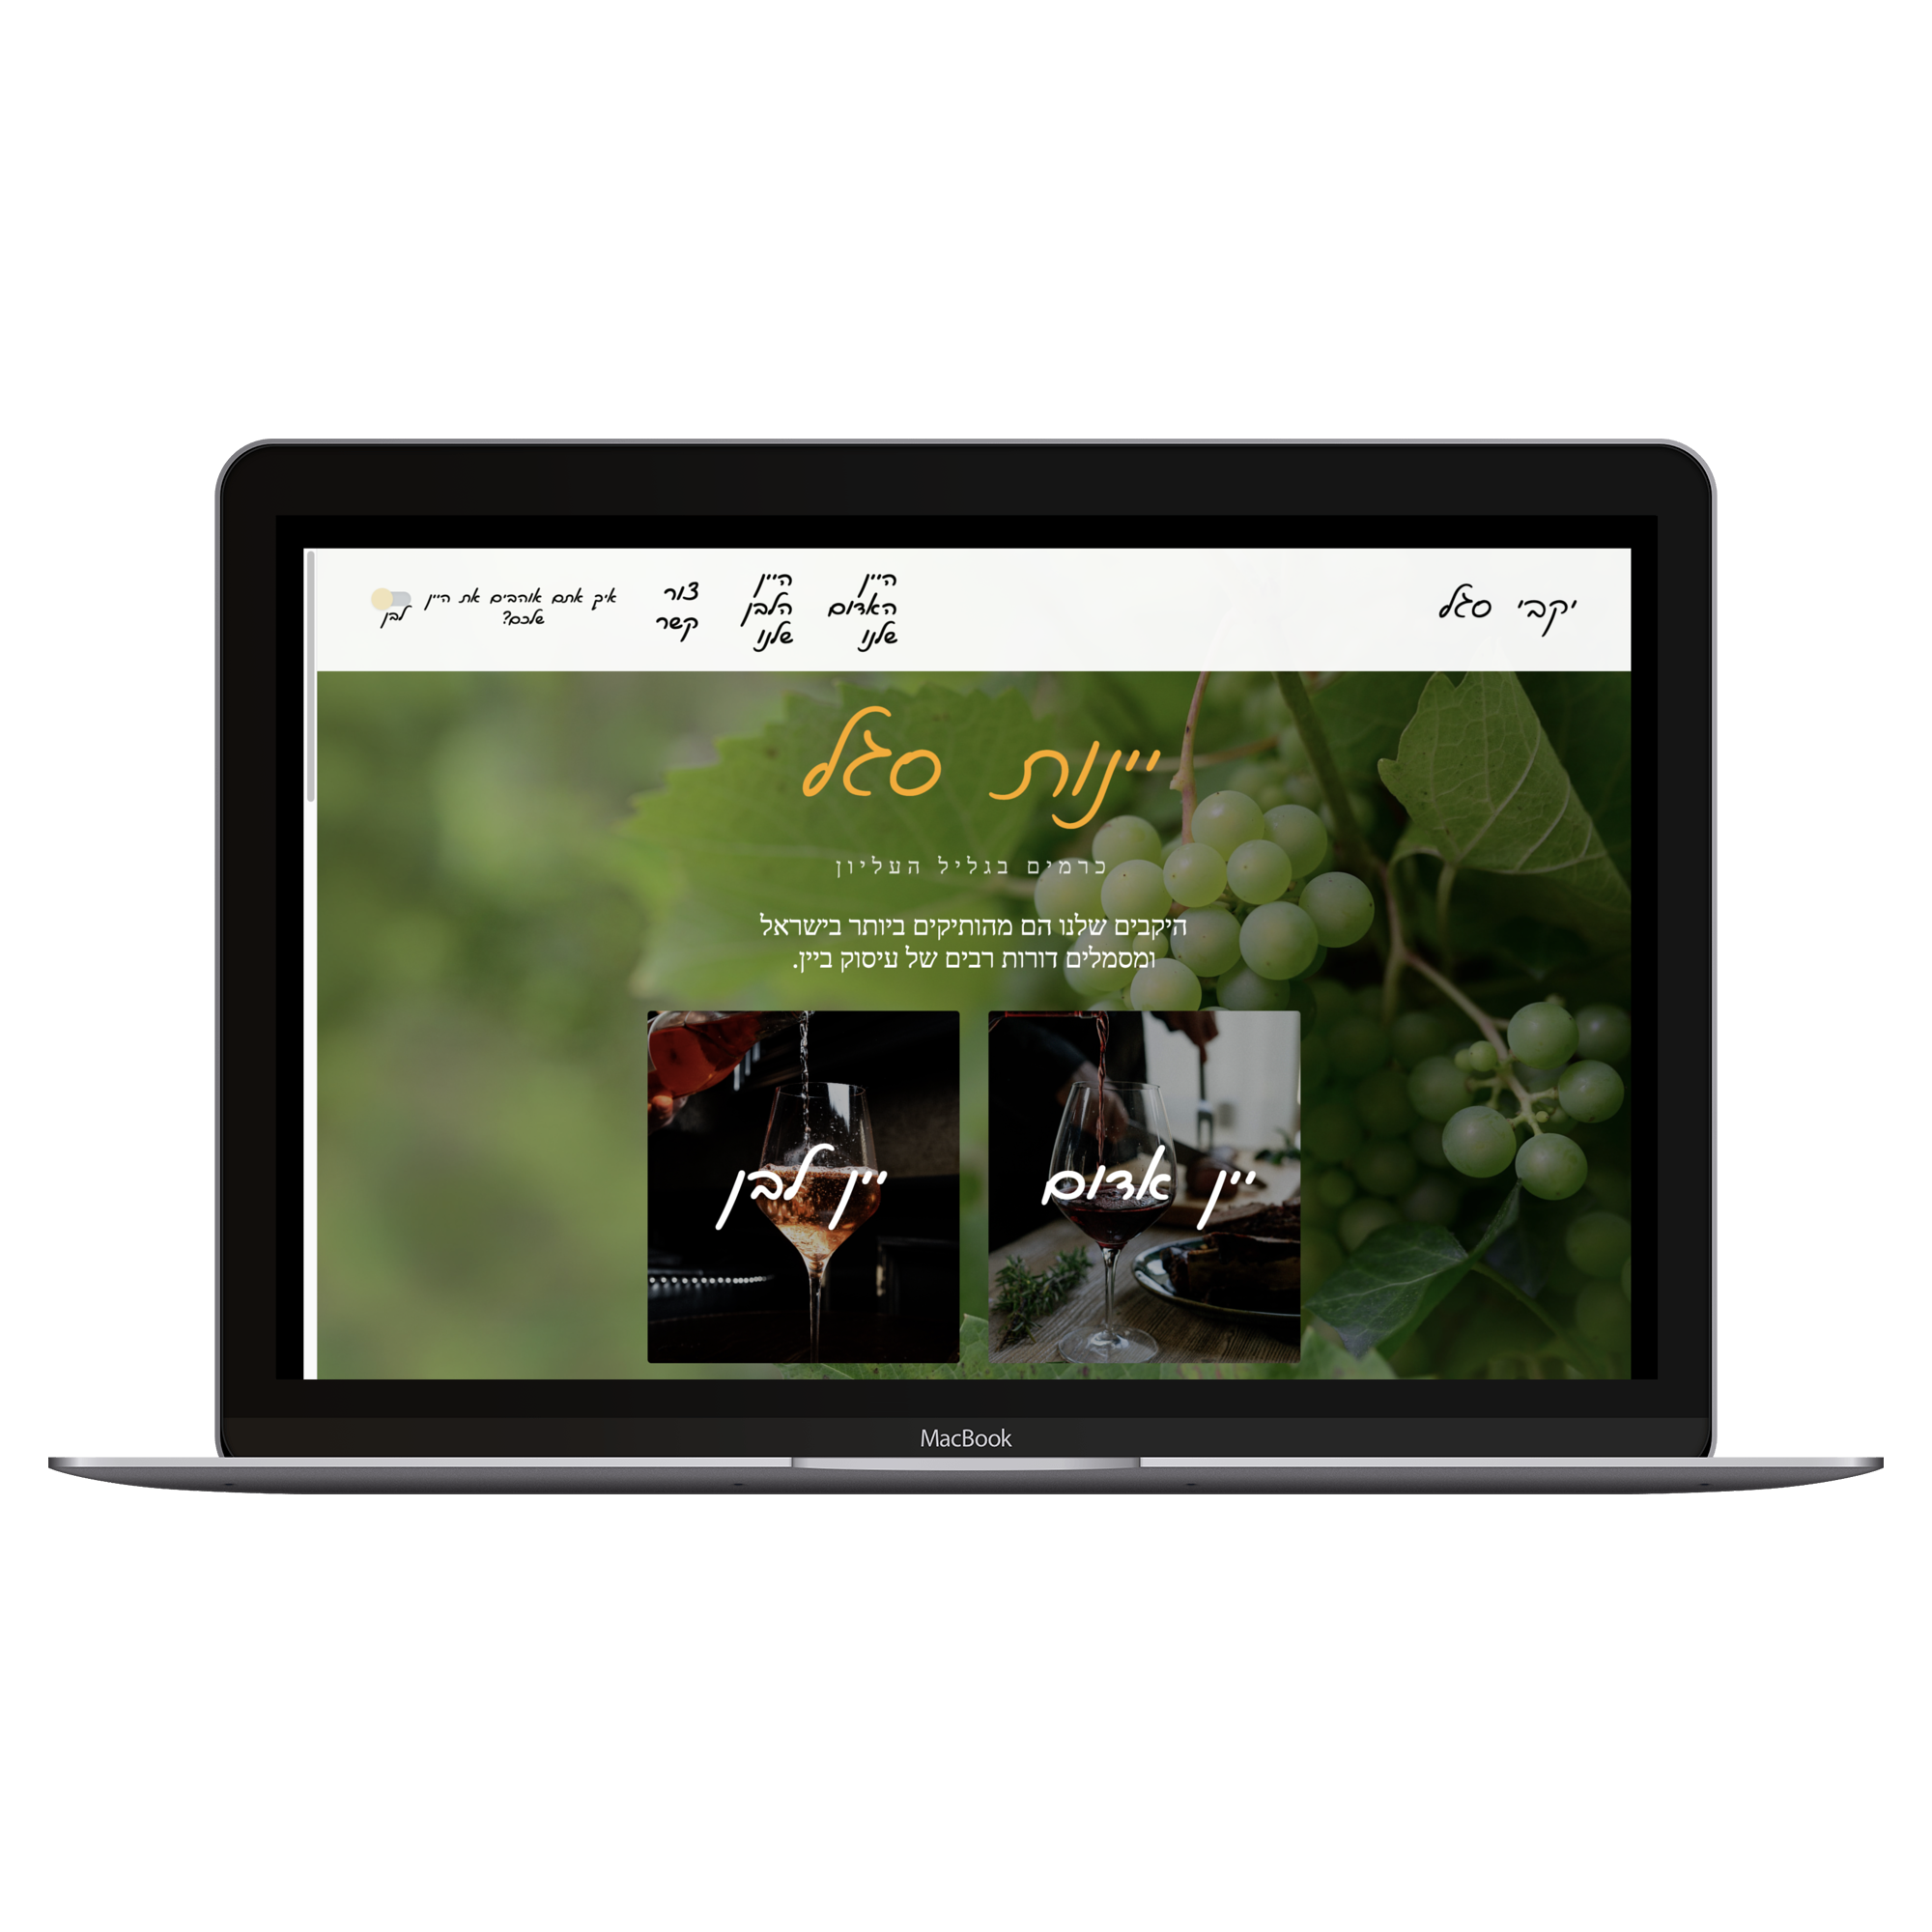 יקבי סגל
היין
האדום
שלנו
היין
הלבן
שלנו
צור
קשר
איך אתם אוהבים את היין
שלכם?
לבן
יינות סגל
כרמים בגליל העליון
היקבים שלנו הם מהותיקים ביותר בישראל
ומסמלים דורות רבים של עיסוק ביין.
יין אדום
יין לבן
MacBook